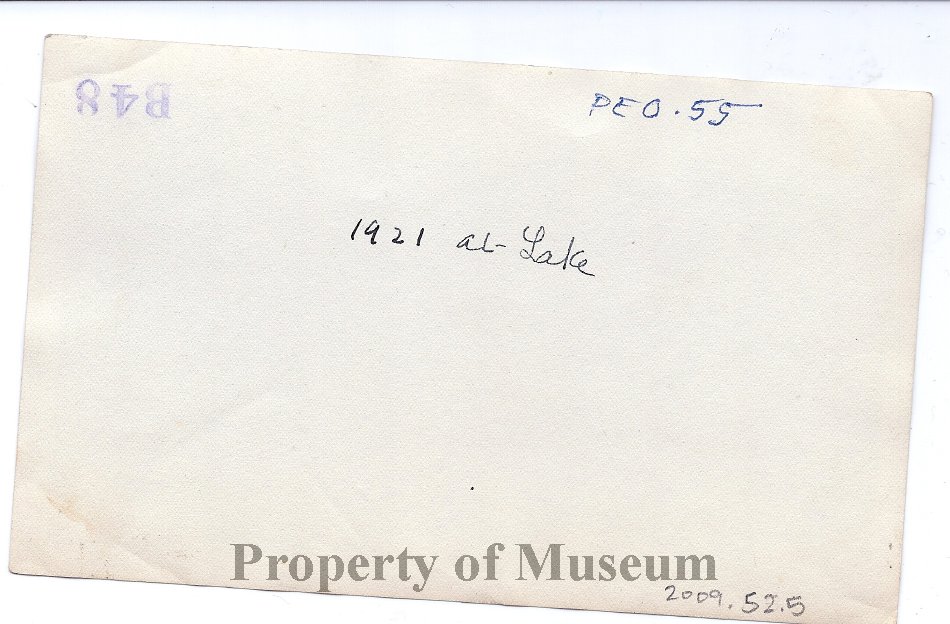 B48
PEO.55
1921 at Lake
Property of Museum
2009.52.5